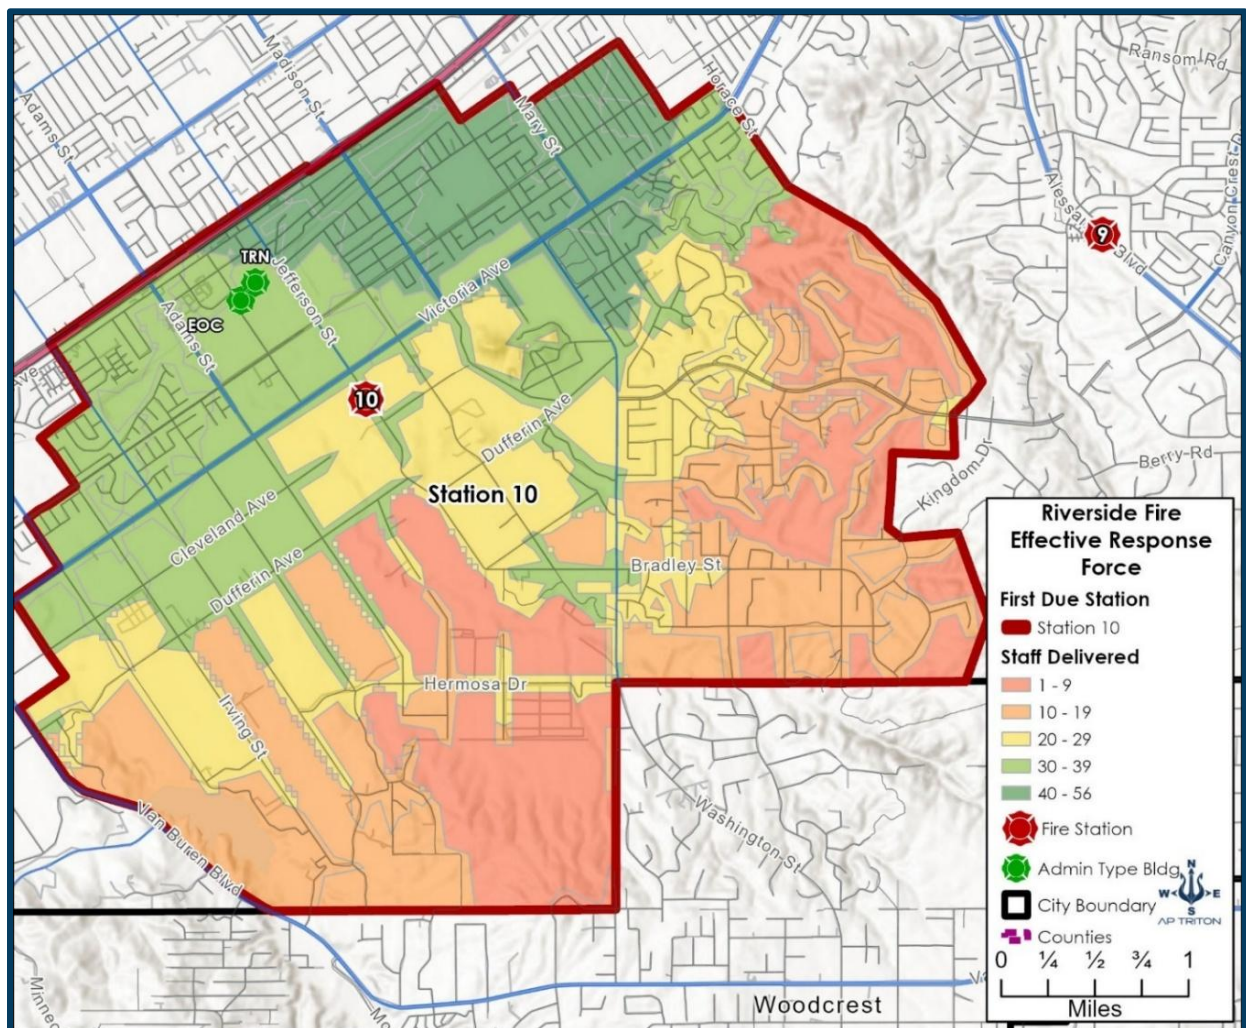 Madison St
Ransom Rd
Horace St
Adams St
Mary St
Canyon Crest Dr
Alessan
Blvd
9
TRN
Jefferson St
EOC
Victoria Ave
Adams St
Ave
10
Dufferin Ave
Berry Rd
Kingdom Dr
Station 10
Cleveland Ave
Bradley St
Dufferin Ave
Hermosa Dr
Irving St
Van Buren Blvd
Washington St
Woodcrest
Riverside Fire
Effective Response
Force
First Due Station
Station 10
Staff Delivered
1 - 9
10 - 19
20 - 29
30 - 39
40 - 56
Fire Station
Admin Type Bldg
City Boundary
Counties
N
W E
S
AP TRITON
0 ¼ ½ ¾ 1
Miles